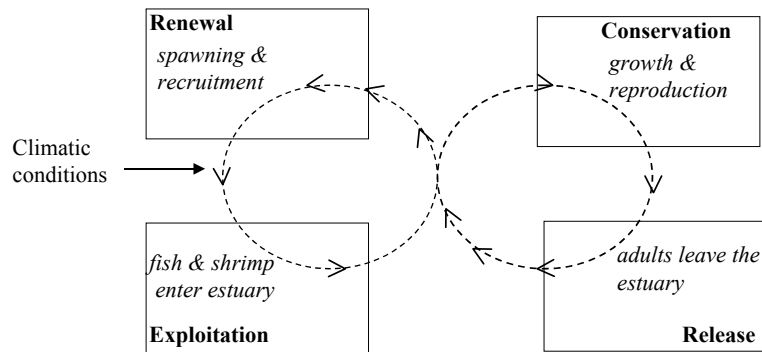 Renewal
spawning &
recruitment
Conservation
growth &
reproduction
Climatic
conditions
fish & shrimp
enter estuary
Exploitation
adults leave the
estuary
Release